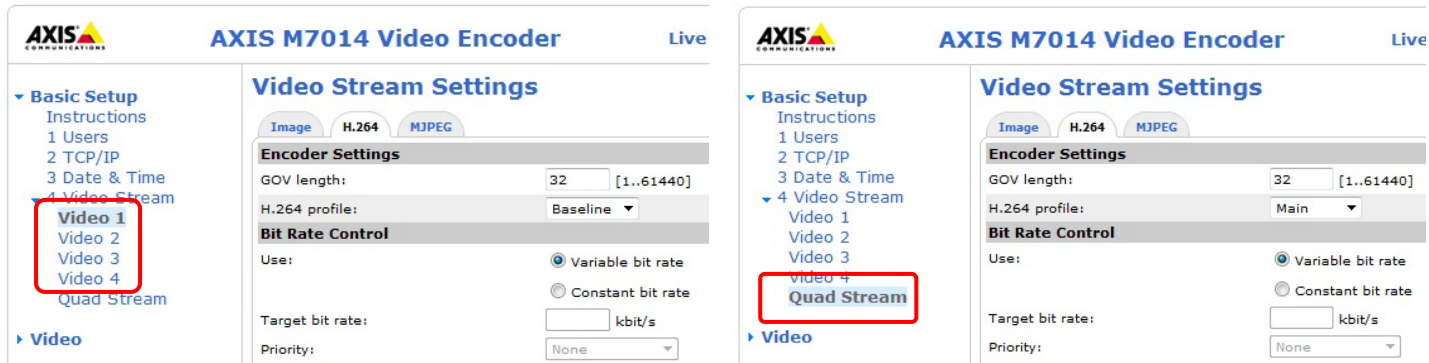 AXIS
COMMUNICATIONS
AXIS M7014 Video Encoder
Live
Basic Setup
Instructions
1 Users
2 TCP/IP
3 Date & Time
4 Video Stream
Video 1
Video 2
Video 3
Video 4
Quad Stream
Video
Video Stream Settings
Image H.264 MJPEG
Encoder Settings
GOV length: 32 [1..61440]
H.264 profile: Baseline
Bit Rate Control
Use: Variable bit rate
Constant bit rate
Target bit rate: kbit/s
Priority: None
AXIS
COMMUNICATIONS
AXIS M7014 Video Encoder
Live
Basic Setup
Instructions
1 Users
2 TCP/IP
3 Date & Time
4 Video Stream
Video 1
Video 2
Video 3
Video 4
Quad Stream
Video
Video Stream Settings
Image H.264 MJPEG
Encoder Settings
GOV length: 32 [1..61440]
H.264 profile: Main
Bit Rate Control
Use: Variable bit rate
Constant bit rate
Target bit rate: kbit/s
Priority: None